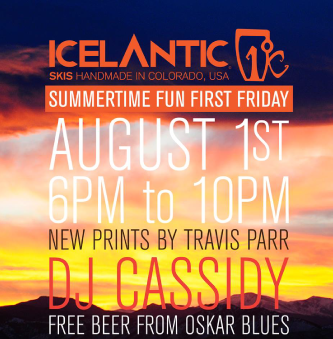 ICELANTIC 1°C
SKIS HANDMADE IN COLORADO, USA
SUMMERTIME FUN FIRST FRIDAY
AUGUST 1ST
6PM to 10PM
NEW PRINTS BY TRAVIS PARR
DJ CASSIDY
FREE BEER FROM OSKAR BLUES